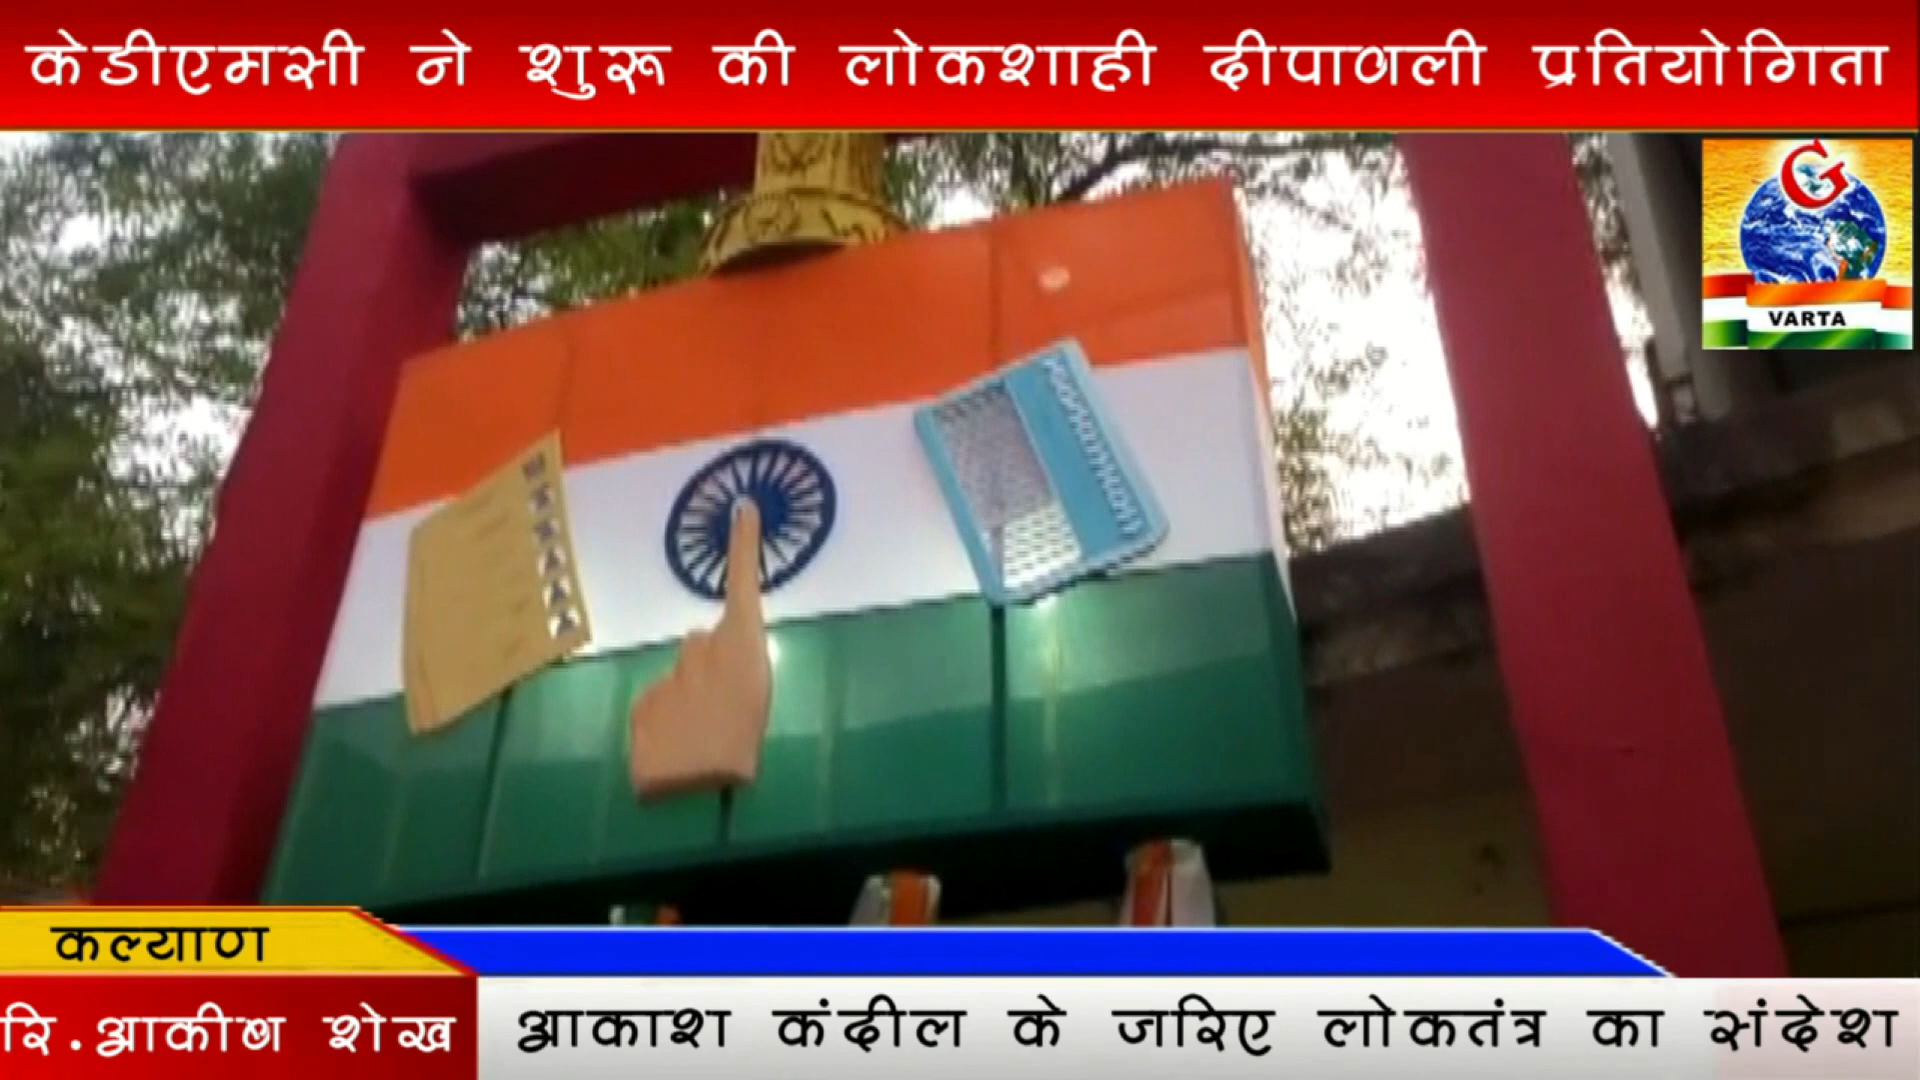 केडीएमसी ने शुरू की लोकशाही दीपावली प्रतियोगिता
G
VARTA
कल्याण
रि.आकीब शेख
आकाश कंदील के जरिए लोकतंत्र का संदेश